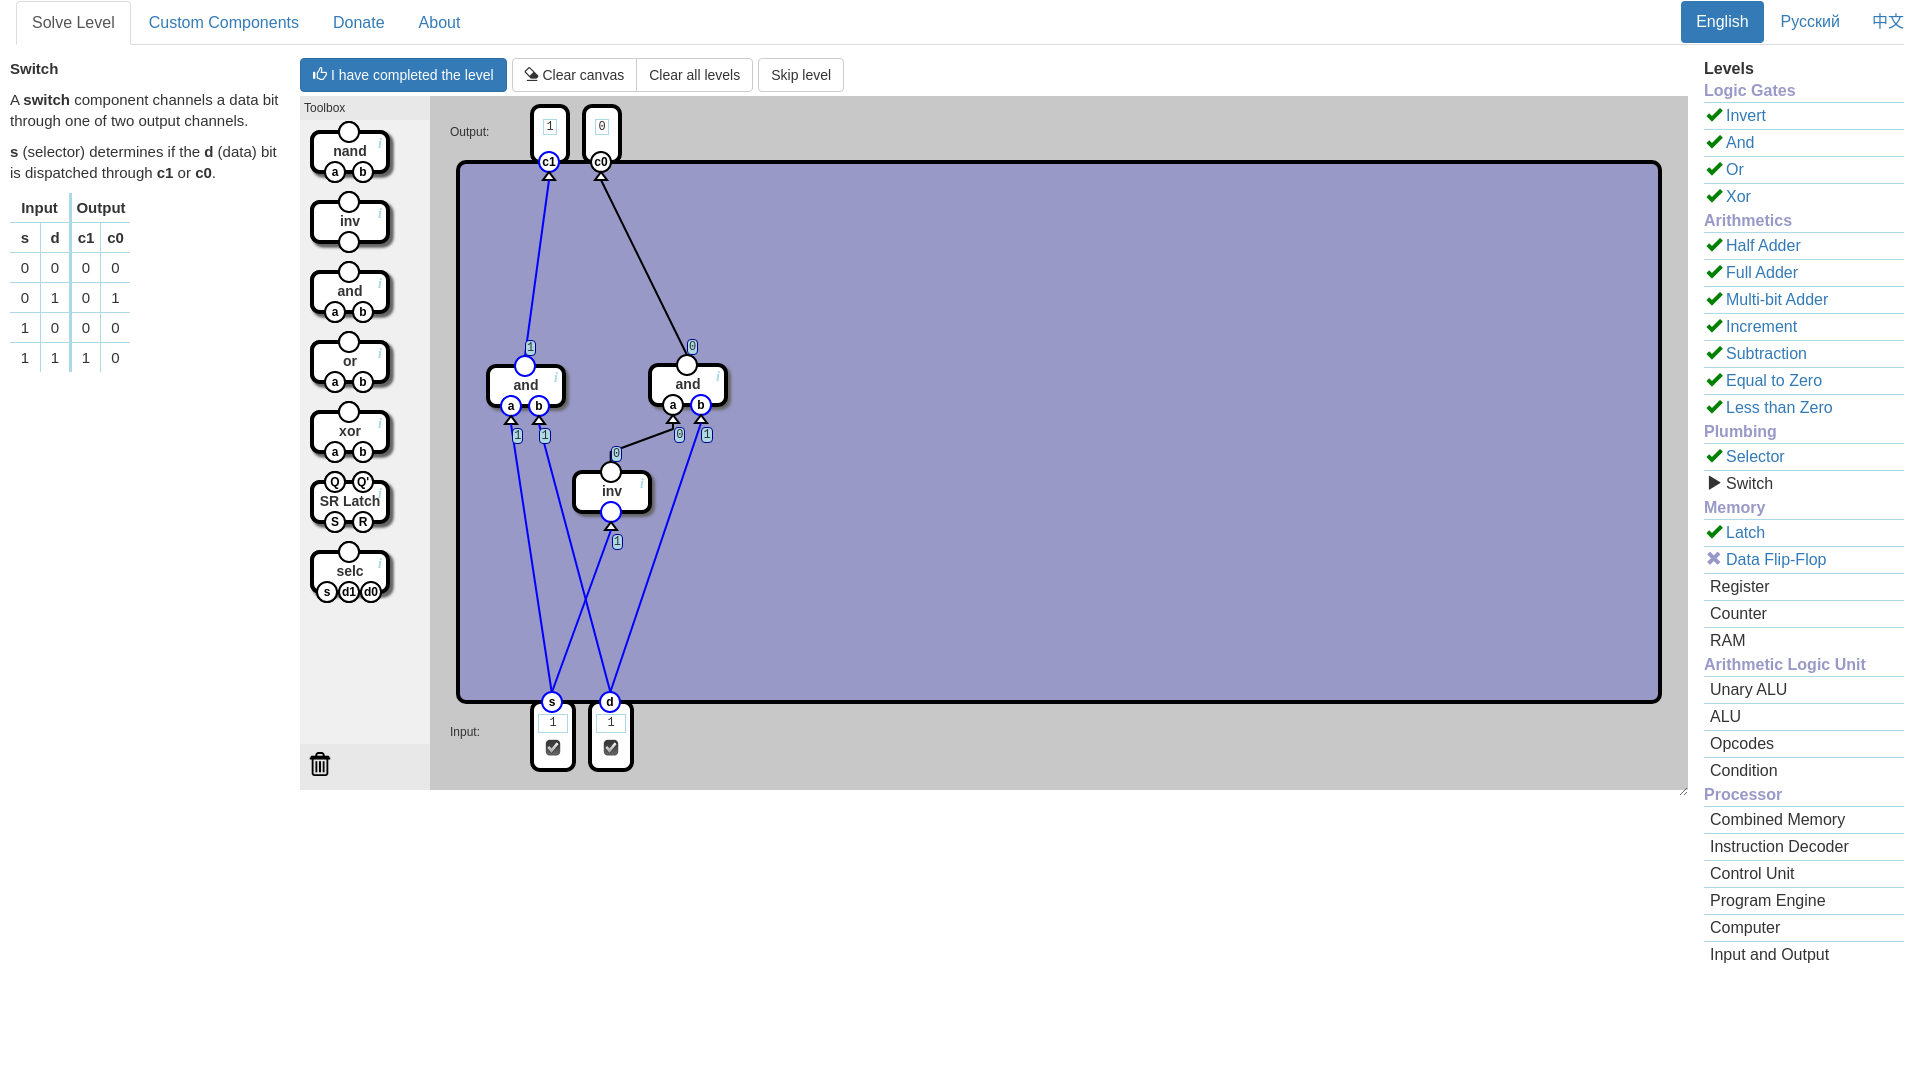 Solve Level
Custom Components
Donate
About
English
Русский
中文
Switch
A switch component channels a data bit
through one of two output channels.
s (selector) determines if the d (data) bit
is dispatched through c1 or c0.
Input Output
s d c1 c0
0 0 0 0
0 1 0 1
1 0 0 0
1 1 1 0
I have completed the level
Clear canvas
Clear all levels
Skip level
Toolbox
nand
i
a b
inv
i
and
i
a b
or
i
a b
xor
i
a b
Q Q'
SR Latch
i
S R
selc
i
s d1 d0
Output:
1 0
c1 c0
1 0
and
i
and
i
a b
a b
1 1
0 1
0
inv
i
1
s d
Input:
1 1
Levels
Logic Gates
Invert
And
Or
Xor
Arithmetics
Half Adder
Full Adder
Multi-bit Adder
Increment
Subtraction
Equal to Zero
Less than Zero
Plumbing
Selector
Switch
Memory
Latch
Data Flip-Flop
Register
Counter
RAM
Arithmetic Logic Unit
Unary ALU
ALU
Opcodes
Condition
Processor
Combined Memory
Instruction Decoder
Control Unit
Program Engine
Computer
Input and Output